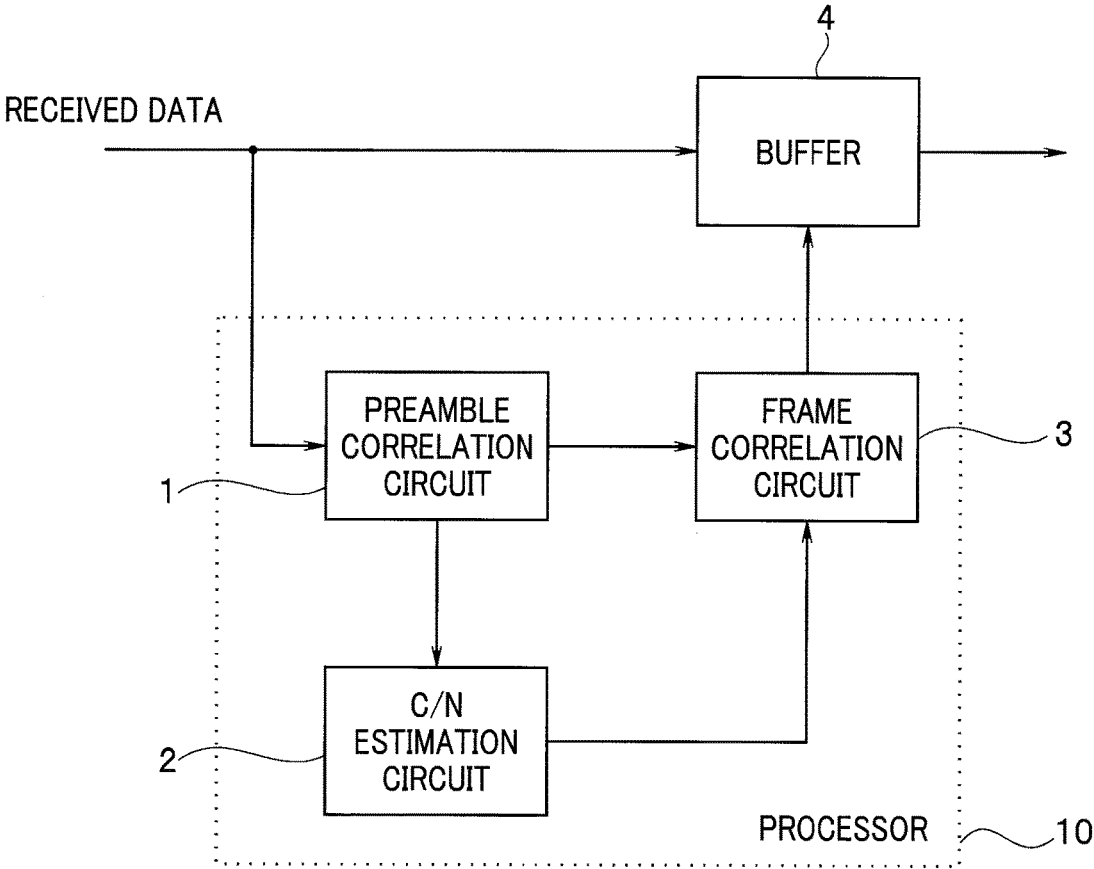 4
RECEIVED DATA
BUFFER
PREAMBLE
CORRELATION
CIRCUIT
1
FRAME
CORRELATION
CIRCUIT
3
C/N
ESTIMATION
CIRCUIT
2
PROCESSOR
10